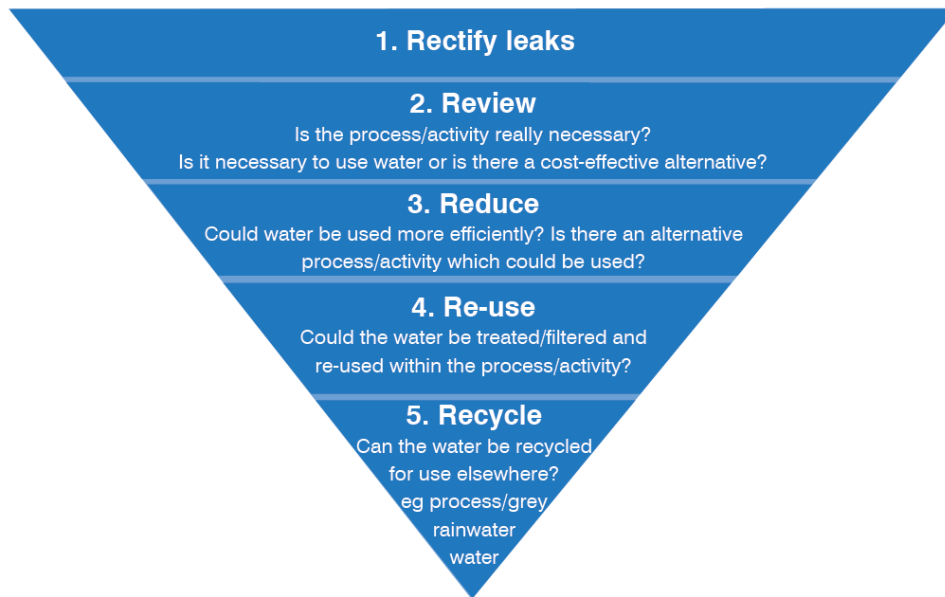 1. Rectify leaks
2. Review
Is the process/activity really necessary?
Is it necessary to use water or is there a cost-effective alternative?
3. Reduce
Could water be used more efficiently? Is there an alternative
process/activity which could be used?
4. Re-use
Could the water be treated/filtered and
re-used within the process/activity?
5. Recycle
Can the water be recycled
for use elsewhere?
eg process/grey
rainwater
water